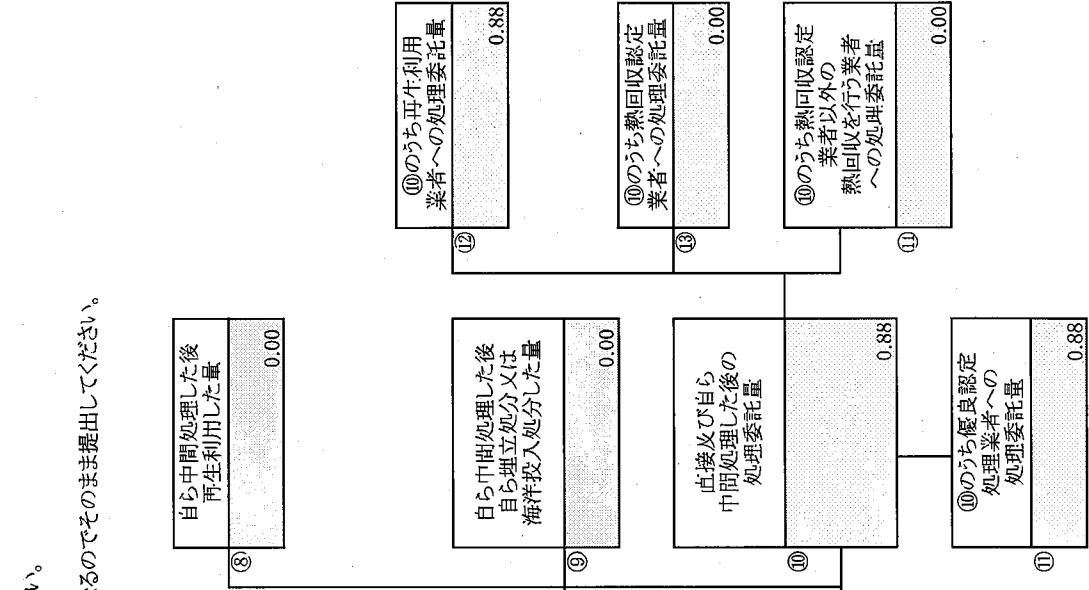 い。
るのでそのまま提出してください。
⑧
自ら中間処理した後
再生利用した量
0.00
⑨
自ら中間処理した後
自ら埋立処分又は
海洋投入処分した量
0.00
⑩
直接及び自ら
中間処理した後の
処理委託量
0.88
⑪
⑩のうち優良認定
処理業者への
処理委託量
0.88
⑫
⑩のうち再生利用
業者への処理委託量
0.88
⑬
⑩のうち熱回収認定
業者への処理委託量
0.00
⑪
⑩のうち熱回収認定
業者以外の
熱回収を行う業者
への処理委託量
0.00